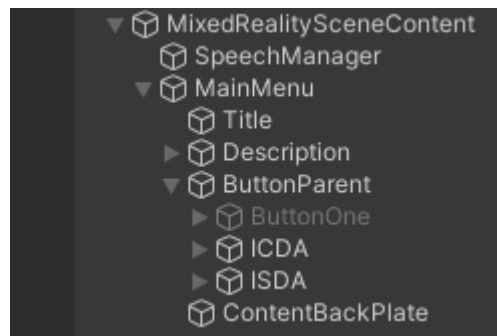 MixedRealitySceneContent
SpeechManager
MainMenu
Title
Description
ButtonParent
ButtonOne
ICDA
ISDA
ContentBackPlate